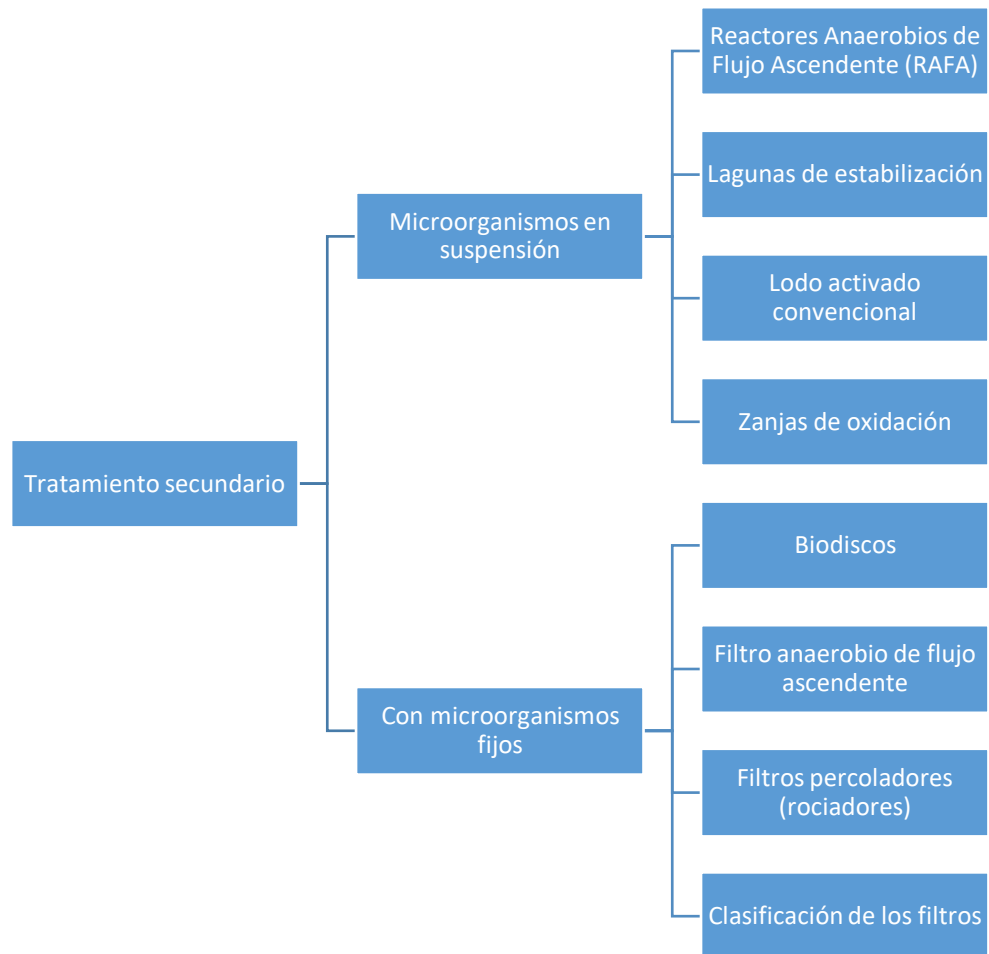 Tratamiento secundario
Microorganismos en
suspensión
Reactores Anaerobios de
Flujo Ascendente (RAFA)
Lagunas de estabilización
Lodo activado
convencional
Zanjas de oxidación
Con microorganismos
fijos
Biodiscos
Filtro anaerobio de flujo
ascendente
Filtros percoladores
(rociadores)
Clasificación de los filtros